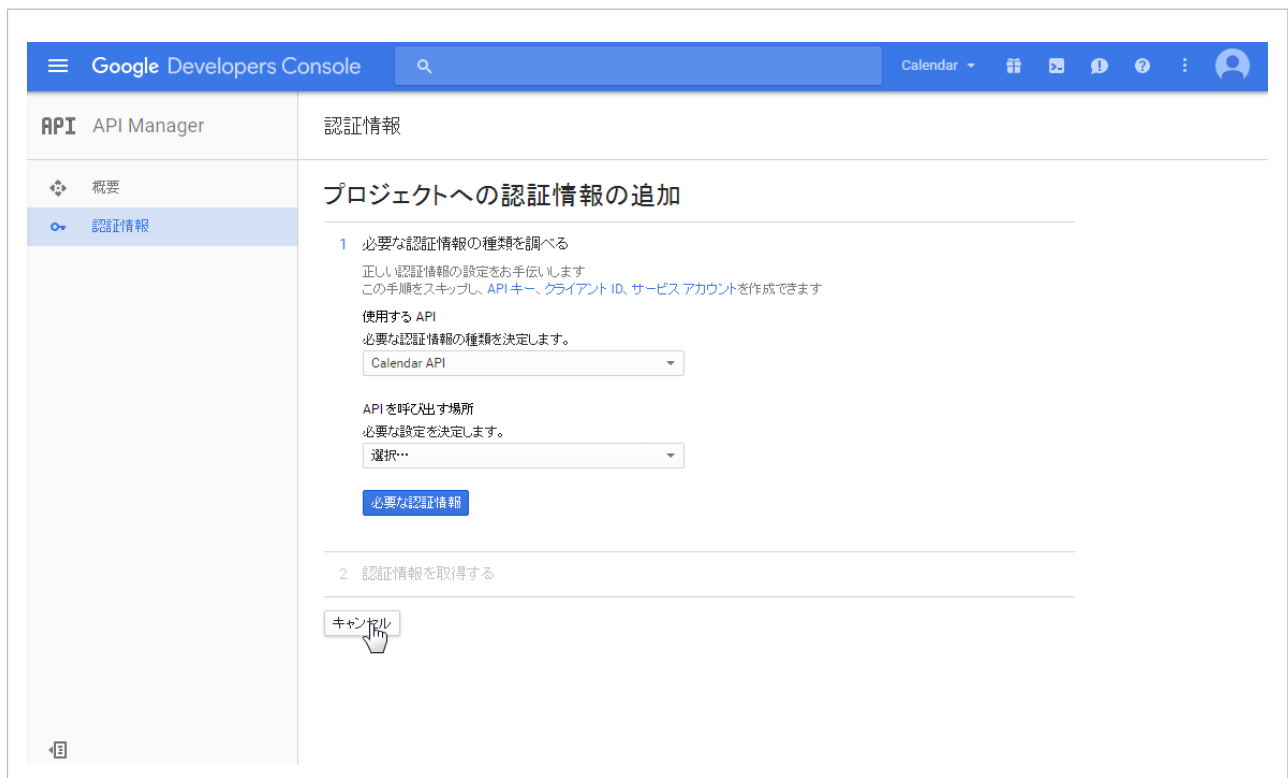 Google Developers Console
Calendar
API API Manager
認証情報
概要
認証情報
プロジェクトへの認証情報の追加
1 必要な認証情報の種類を調べる
正しい認証情報の設定をお手伝いします
この手順をスキップし、API キー、クライアント ID、サービス アカウントを作成できます
使用する API
必要な認証情報の種類を決定します。
Calendar API
API を呼び出す場所
必要な設定を決定します。
選択…
必要な認証情報
2 認証情報を取得する
キャンセル